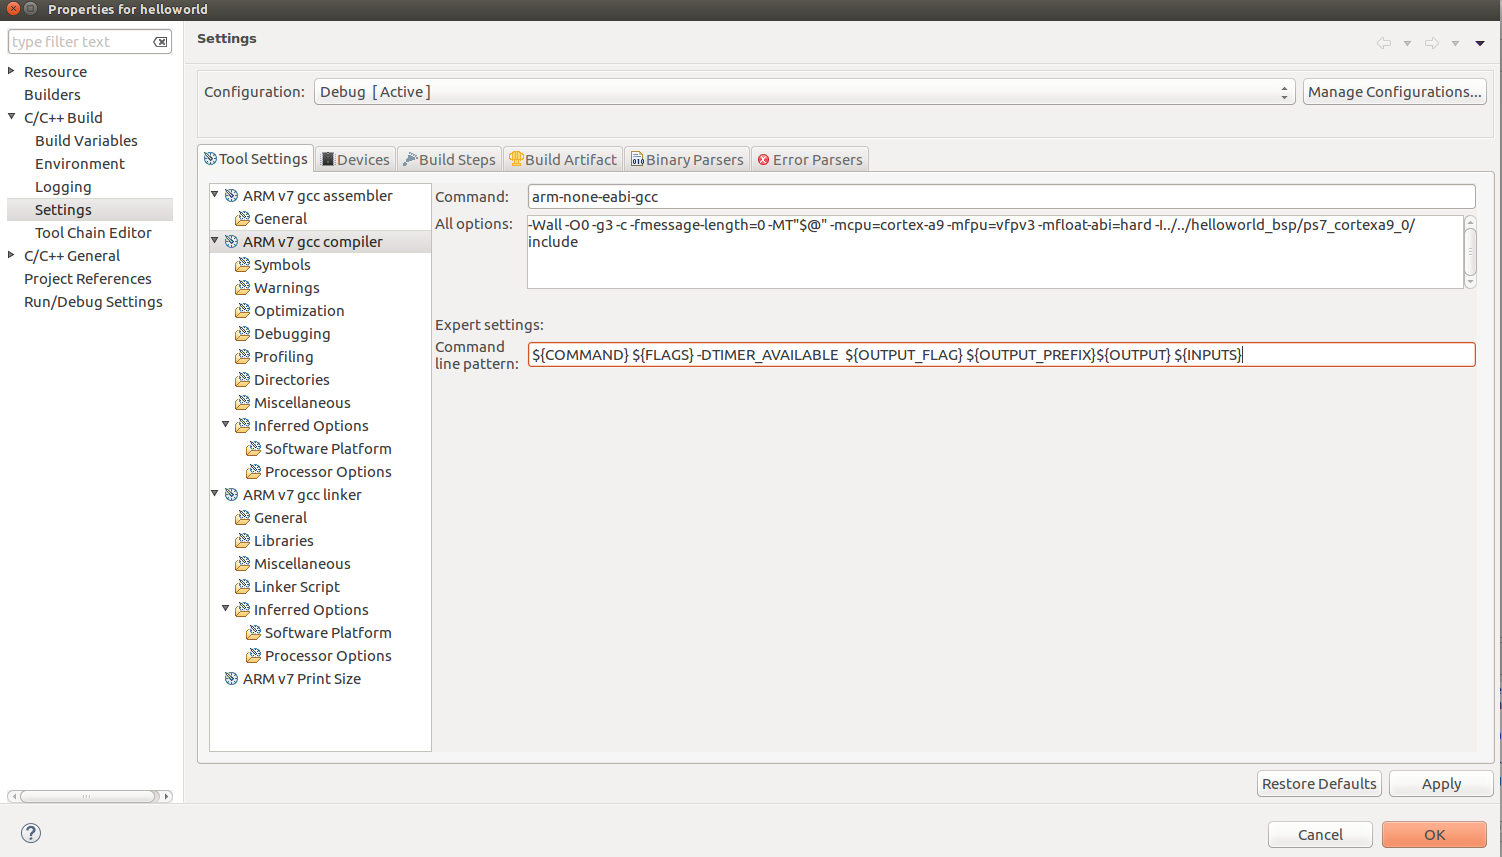 Properties for helloworld
type filter text
Resource
Builders
C/C++ Build
Build Variables
Environment
Logging
Settings
Tool Chain Editor
C/C++ General
Project References
Run/Debug Settings
Settings
Configuration:
Debug [Active]
Manage Configurations...
Tool Settings
Devices
Build Steps
Build Artifact
Binary Parsers
Error Parsers
ARM v7 gcc assembler
General
ARM v7 gcc compiler
Symbols
Warnings
Optimization
Debugging
Profiling
Directories
Miscellaneous
Inferred Options
Software Platform
Processor Options
ARM v7 gcc linker
General
Libraries
Miscellaneous
Linker Script
Inferred Options
Software Platform
Processor Options
ARM v7 Print Size
Command:
arm-none-eabi-gcc
All options:
-Wall -O0 -g3 -c -fmessage-length=0 -MT"$@" -mcpu=cortex-a9 -mfpu=vfpv3 -mfloat-abi=hard -I../../helloworld_bsp/ps7_cortexa9_0/
include
Expert settings:
Command
line pattern:
${COMMAND} ${FLAGS} -DTIMER_AVAILABLE  ${OUTPUT_FLAG} ${OUTPUT_PREFIX}${OUTPUT} ${INPUTS}
Restore Defaults
Apply
Cancel
OK